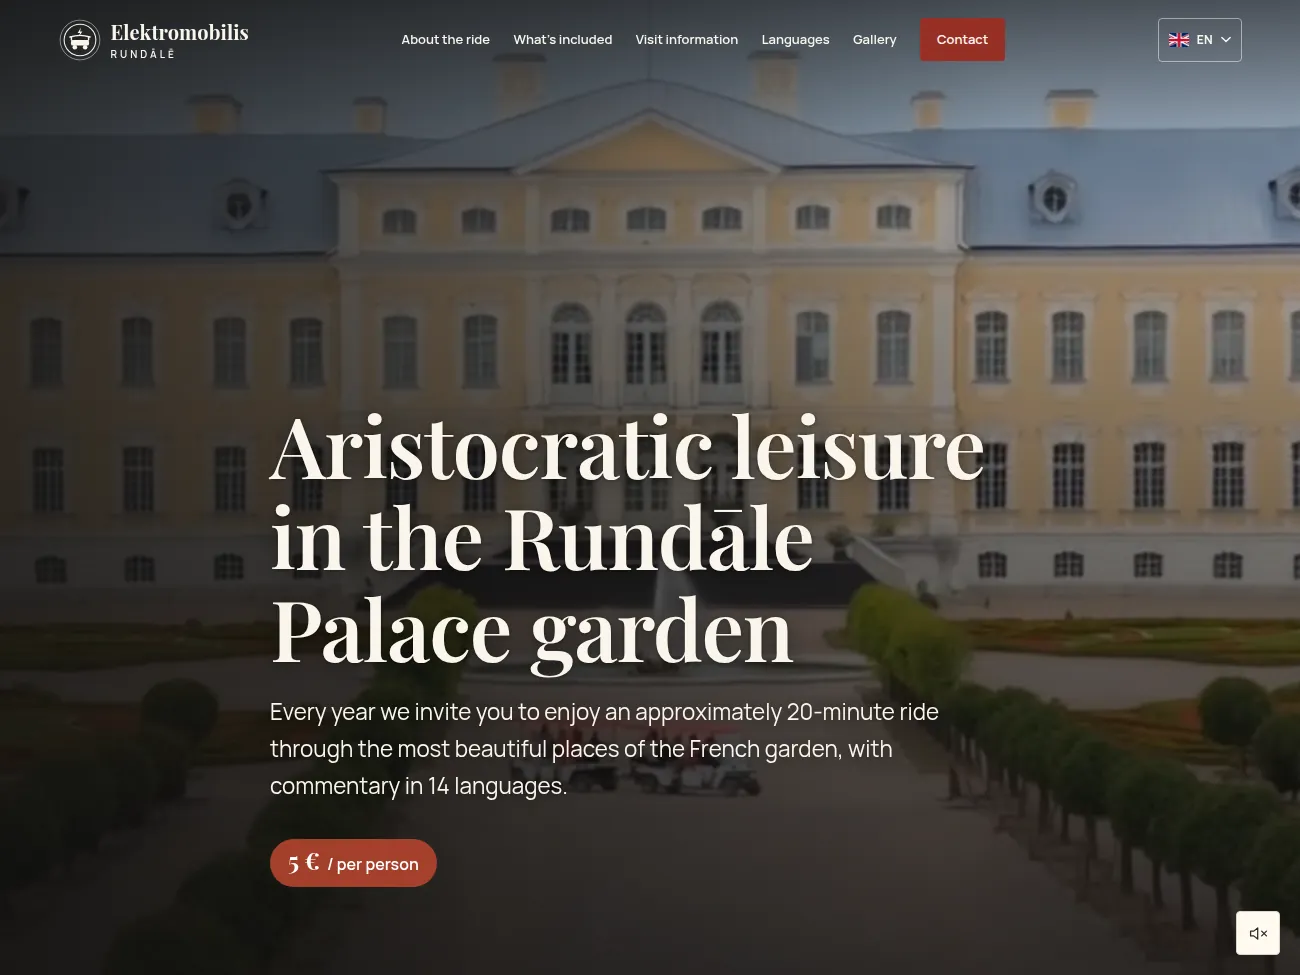 Elektromobilis
RUNDĀLĒ
About the ride
What's included
Visit information
Languages
Gallery
Contact
EN
Aristocratic leisure
in the Rundāle
Palace garden
Every year we invite you to enjoy an approximately 20-minute ride
through the most beautiful places of the French garden, with
commentary in 14 languages.
5 € / per person